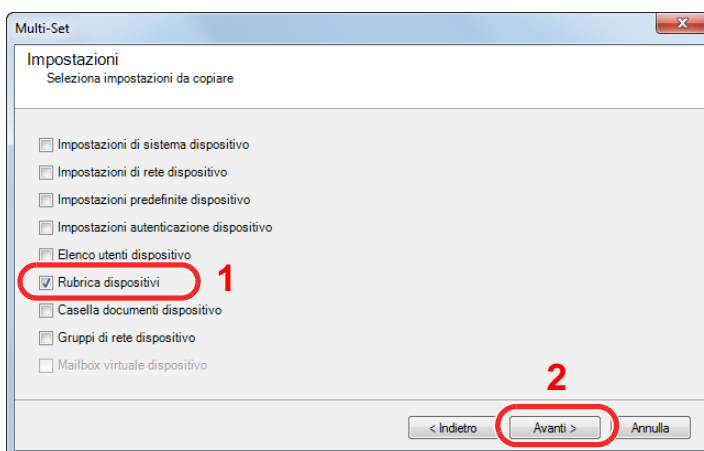 Multi-Set
Impostazioni
Seleziona impostazioni da copiare
Impostazioni di sistema dispositivo
Impostazioni di rete dispositivo
Impostazioni predefinite dispositivo
Impostazioni autenticazione dispositivo
Elenco utenti dispositivo
Rubrica dispositivi 1
Casella documenti dispositivo
Gruppi di rete dispositivo
Mailbox virtuale dispositivo
2
< Indietro Avanti > Annulla